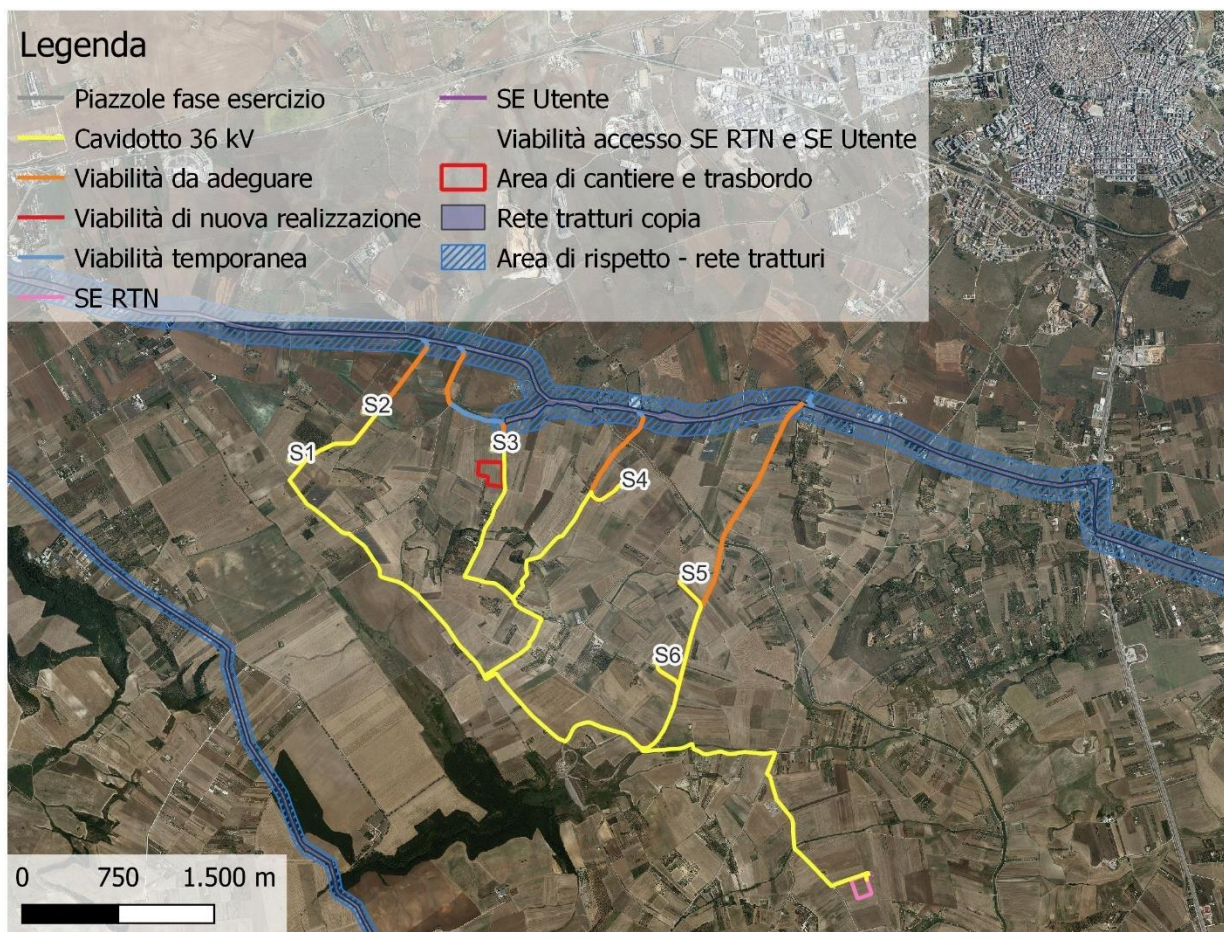 Legenda
Piazzole fase esercizio
Cavidotto 36 kV
Viabilità da adeguare
Viabilità di nuova realizzazione
Viabilità temporanea
SE RTN
SE Utente
Viabilità accesso SE RTN e SE Utente
Area di cantiere e trasbordo
Rete tratturi copia
Area di rispetto - rete tratturi
S2
S1
S3
S4
S5
S6
0 750 1.500 m